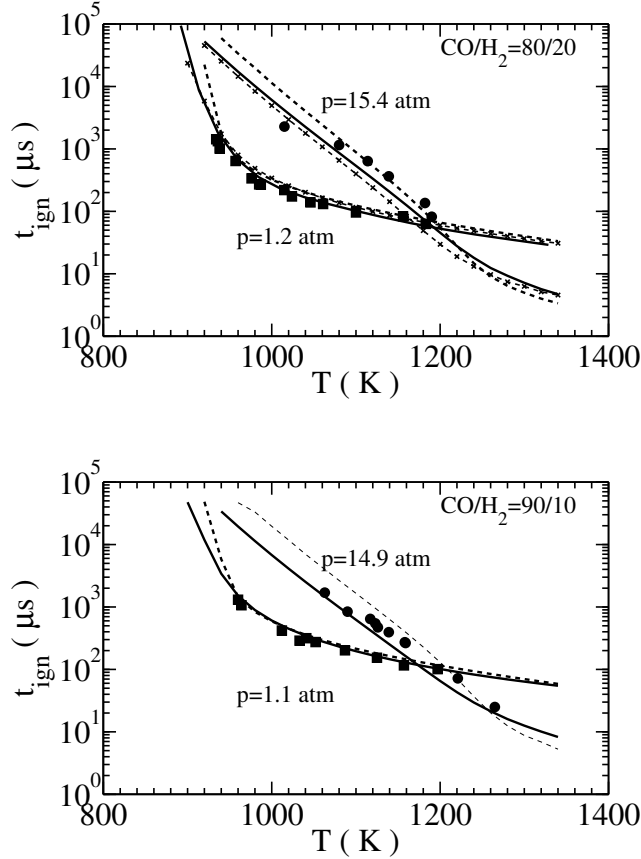 10^5
CO/H_2=80/20
10^4
p=15.4 atm
10^3
t_ign ( μs )
10^2
p=1.2 atm
10^1
10^0
800 1000 1200 1400
T ( K )
10^5
CO/H_2=90/10
10^4
p=14.9 atm
10^3
t_ign ( μs )
10^2
p=1.1 atm
10^1
10^0
800 1000 1200 1400
T ( K )